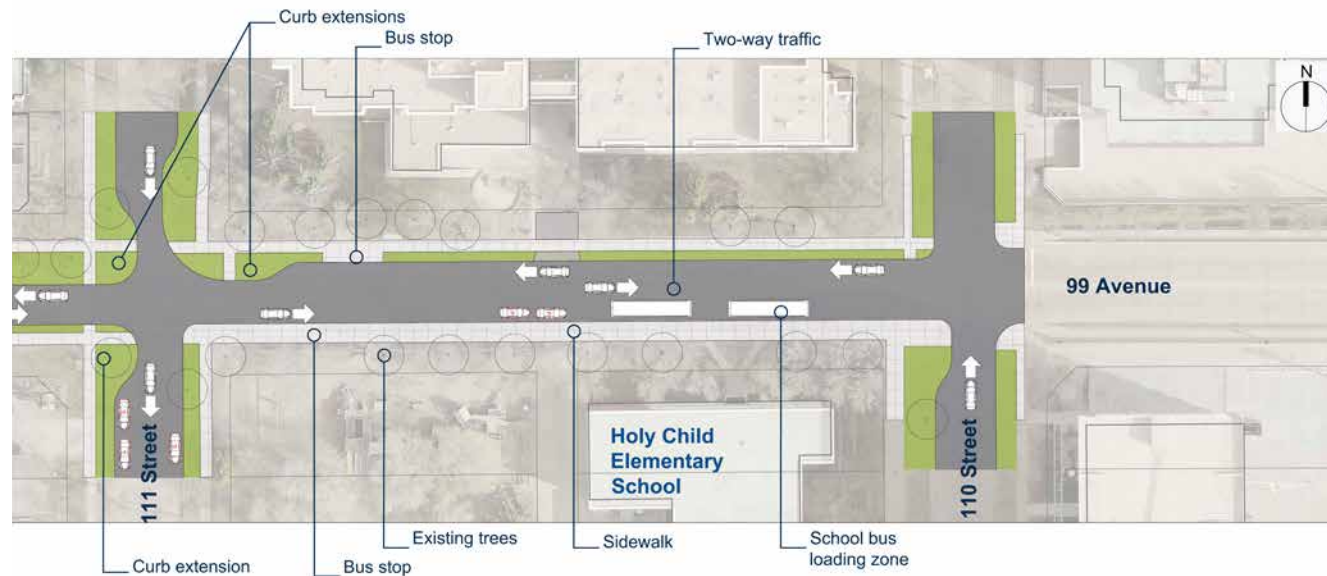 Curb extensions
Bus stop
Two-way traffic
N
99 Avenue
111 Street
Holy Child
Elementary
School
110 Street
Curb extension
Bus stop
Existing trees
Sidewalk
School bus
loading zone